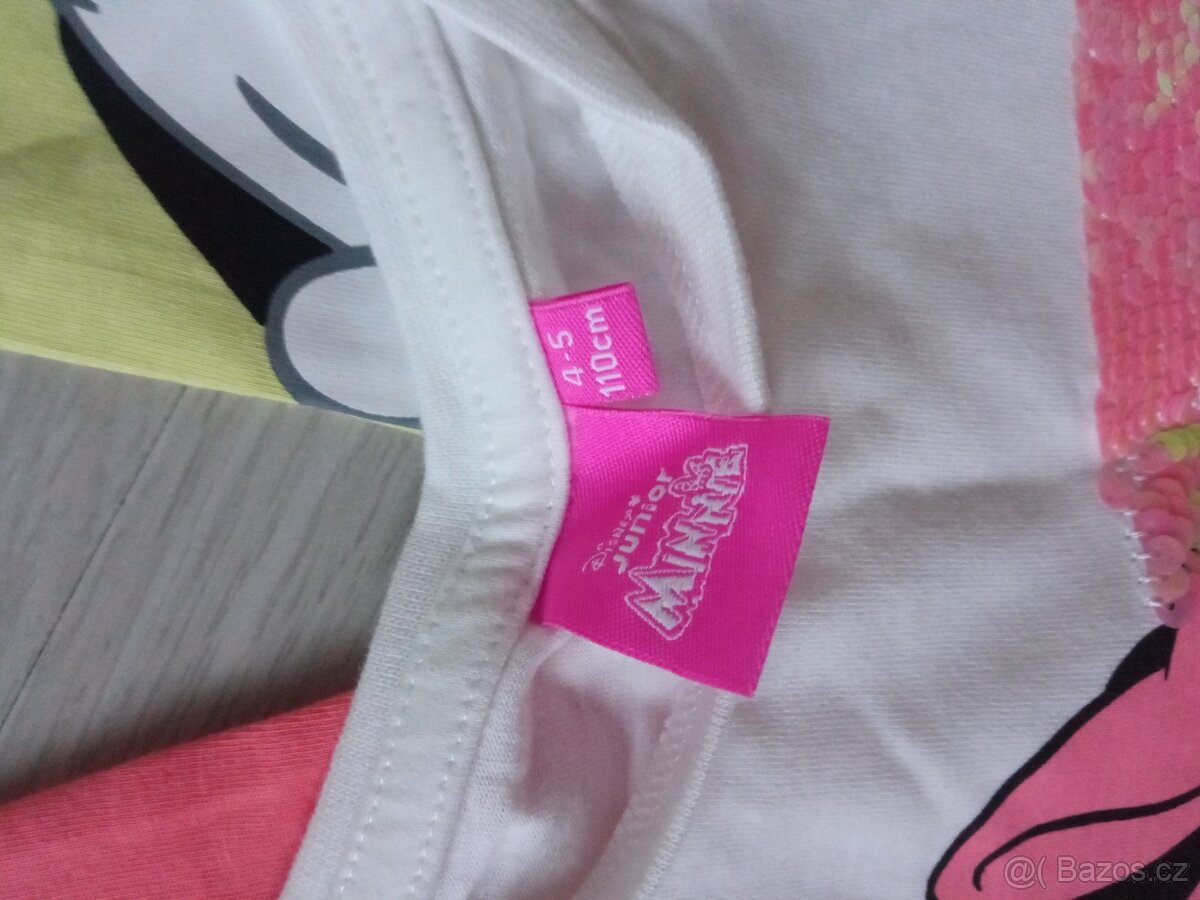 4-5
110cm
Disney
Junior
MINNIE
@( Bazos.cz